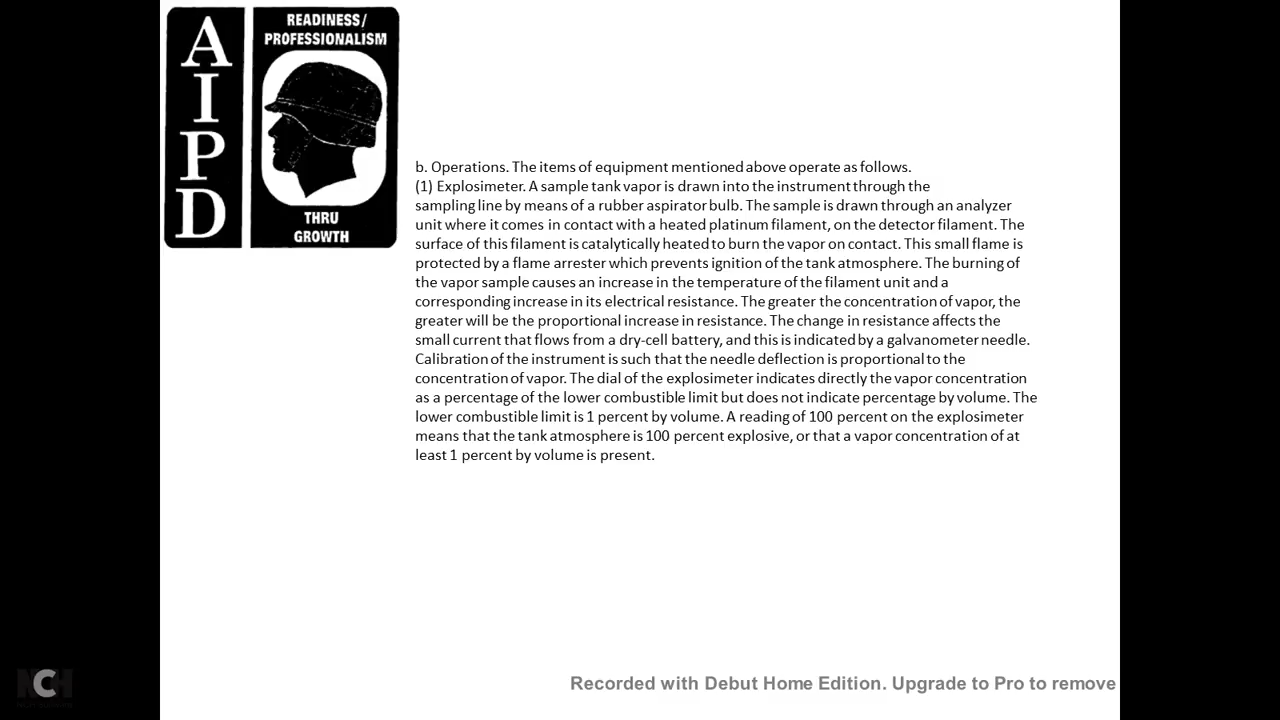 A
I
P
D
READINESS/
PROFESSIONALISM
THRU
GROWTH
b. Operations. The items of equipment mentioned above operate as follows.
(1) Explosimeter. A sample tank vapor is drawn into the instrument through the
sampling line by means of a rubber aspirator bulb. The sample is drawn through an analyzer
unit where it comes in contact with a heated platinum filament, on the detector filament. The
surface of this filament is catalytically heated to burn the vapor on contact. This small flame is
protected by a flame arrester which prevents ignition of the tank atmosphere. The burning of
the vapor sample causes an increase in the temperature of the filament unit and a
corresponding increase in its electrical resistance. The greater the concentration of vapor, the
greater will be the proportional increase in resistance. The change in resistance affects the
small current that flows from a dry-cell battery, and this is indicated by a galvanometer needle.
Calibration of the instrument is such that the needle deflection is proportional to the
concentration of vapor. The dial of the explosimeter indicates directly the vapor concentration
as a percentage of the lower combustible limit but does not indicate percentage by volume. The
lower combustible limit is 1 percent by volume. A reading of 100 percent on the explosimeter
means that the tank atmosphere is 100 percent explosive, or that a vapor concentration of at
least 1 percent by volume is present.
NCH
Recorded with Debut Home Edition. Upgrade to Pro to remove